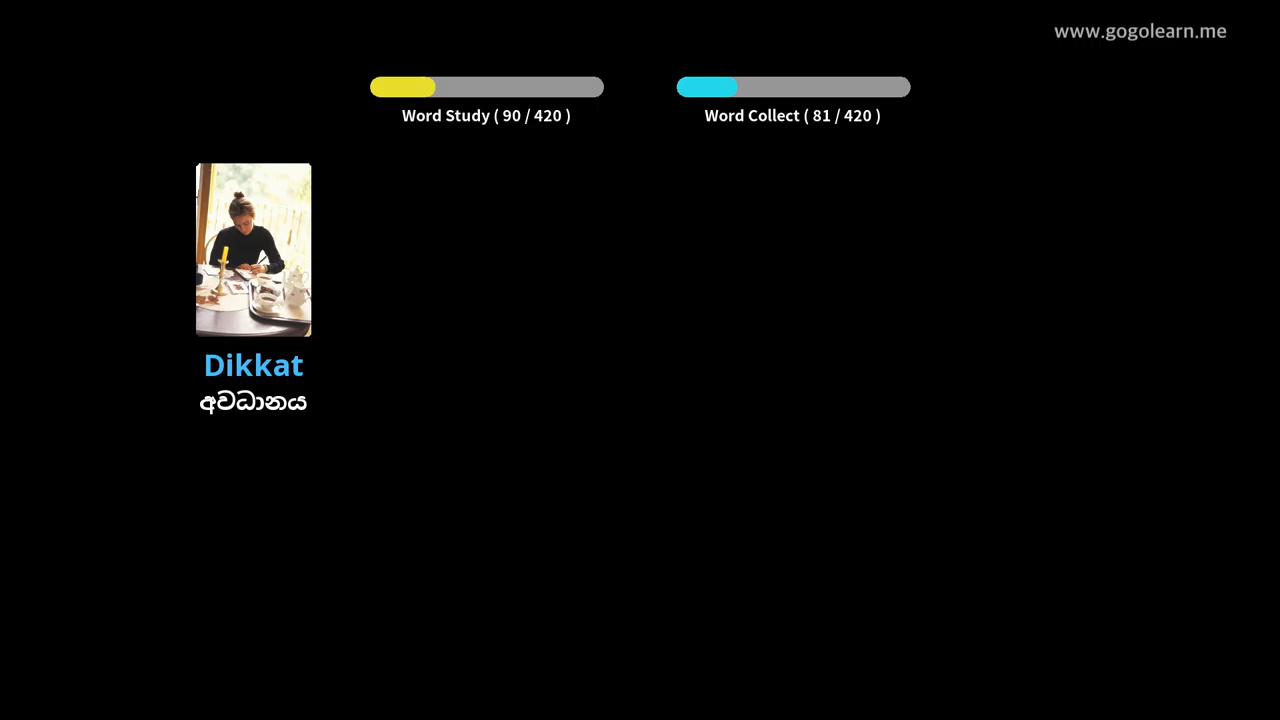 www.gogolearn.me
Word Study ( 90 / 420 )
Word Collect ( 81 / 420 )
Dikkat
අවධානය